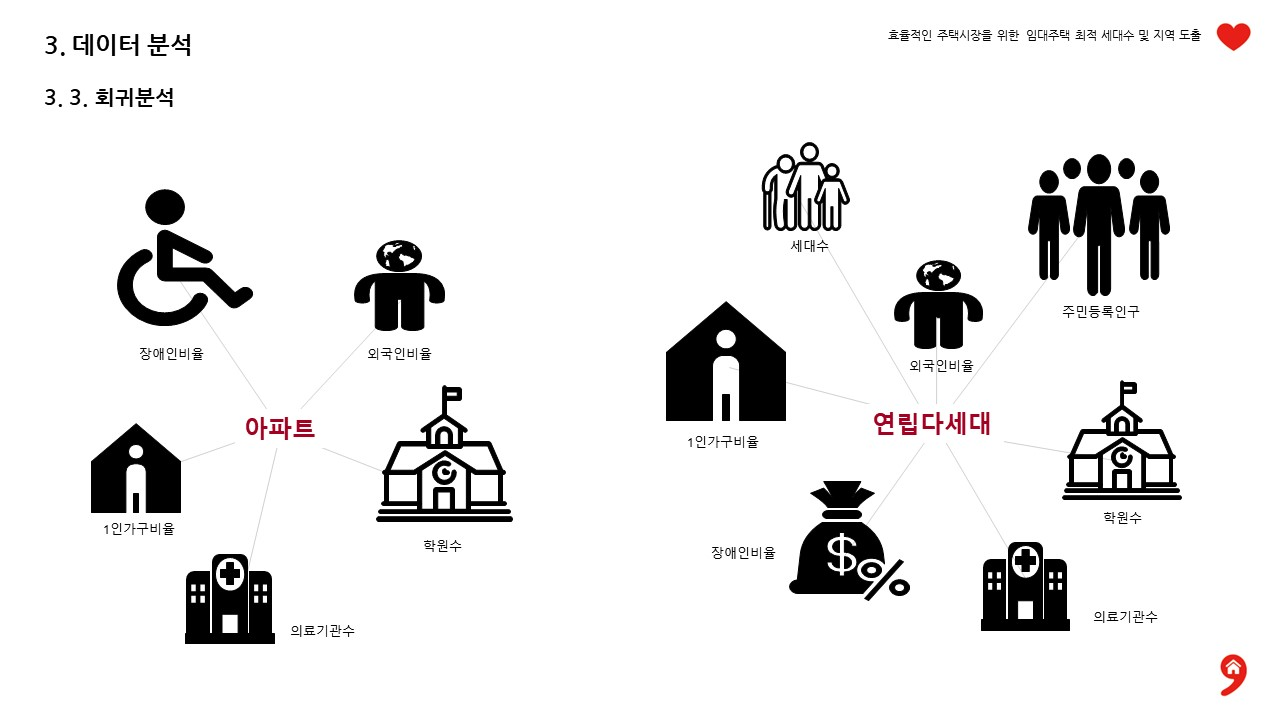 3. 데이터 분석
효율적인 주택시장을 위한 임대주택 최적 세대수 및 지역 도출
3. 3. 회귀분석
장애인비율
외국인비율
아파트
1인가구비율
학원수
의료기관수
세대수
주민등록인구
외국인비율
연립다세대
1인가구비율
학원수
장애인비율
$%
의료기관수